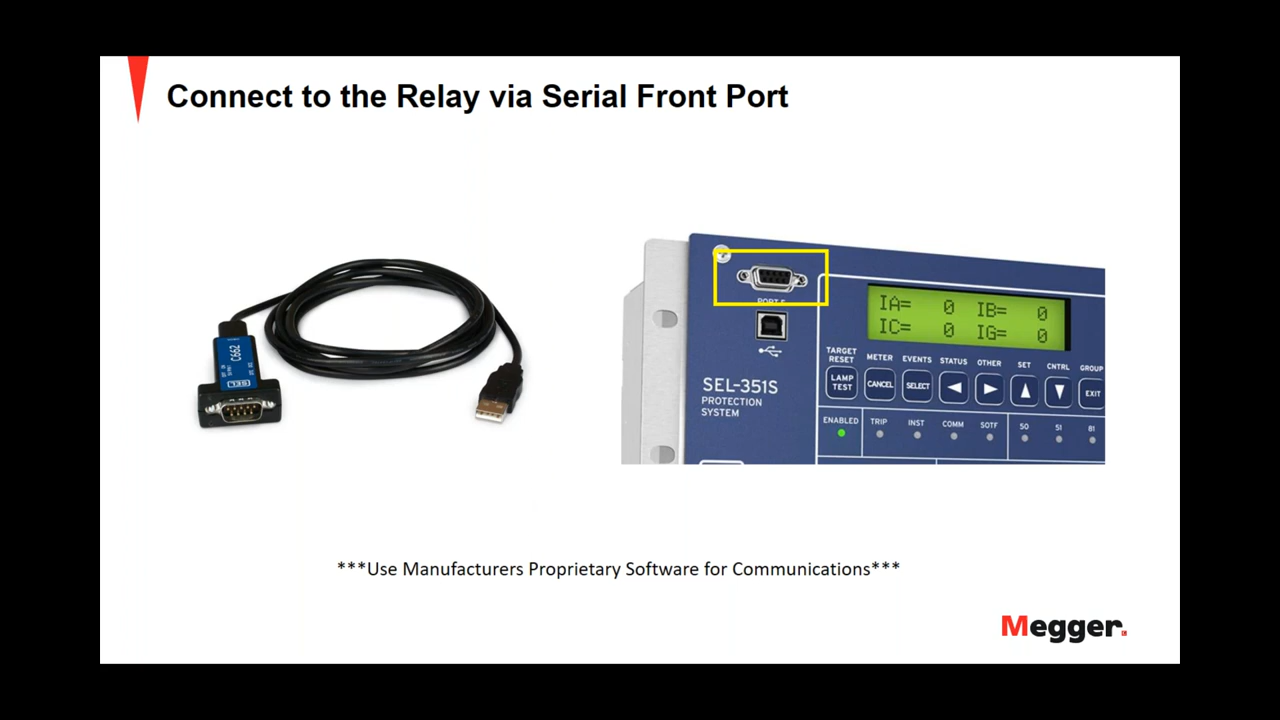 Connect to the Relay via Serial Front Port
C662
SEL
PORT F
IA= 0 IB= 0
IC= 0 IG= 0
TARGET RESET METER EVENTS STATUS OTHER SET CNTRL GROUP
LAMP TEST CANCEL SELECT EXIT
SEL-351S
PROTECTION
SYSTEM
ENABLED TRIP INST COMM SOTF 50 51 81
***Use Manufacturers Proprietary Software for Communications***
Megger.